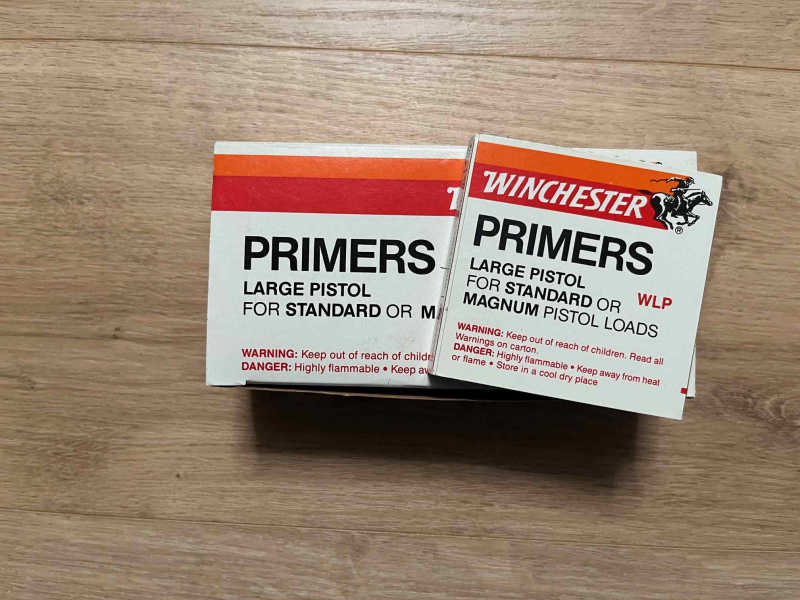 PRIMERS
LARGE PISTOL
FOR STANDARD OR
WARNING: Keep out of reach of
DANGER: Highly flammable • Keep
WINCHESTER
®
PRIMERS
LARGE PISTOL
FOR STANDARD OR WLP
MAGNUM PISTOL LOADS
WARNING: Keep out of reach of children. Read all
Warnings on carton.
DANGER: Highly flammable • Keep away from heat
or flame • Store in a cool dry place